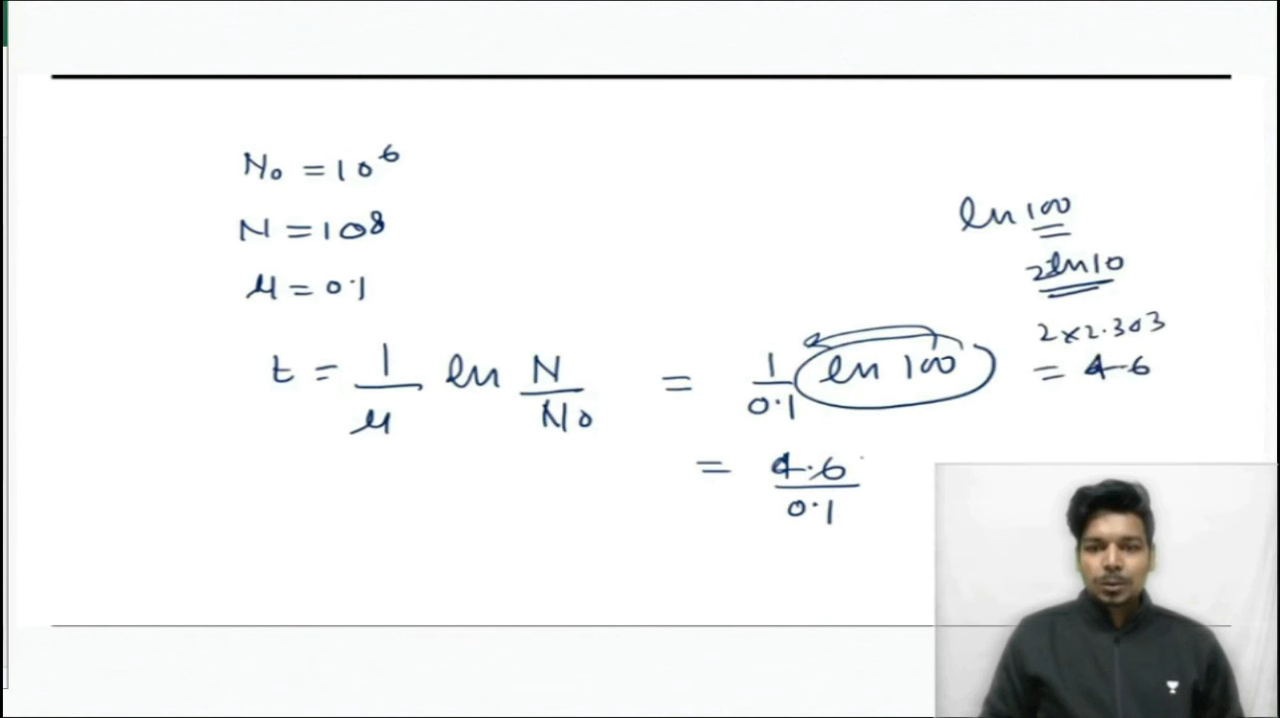 N₀ = 10⁶
N = 10⁸
μ = 0.1
t = 1/μ ln N/N₀ = 1/0.1 ln 100
= 4.6/0.1
ln 100
2ln10
2×2.303
= 4.6